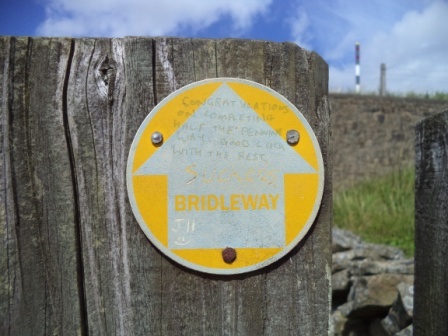 CONGRATULATIONS
ON COMPLETING
HALF THE PENNINE
WAY. GOOD LUCK
WITH THE REST
BRIDLEWAY